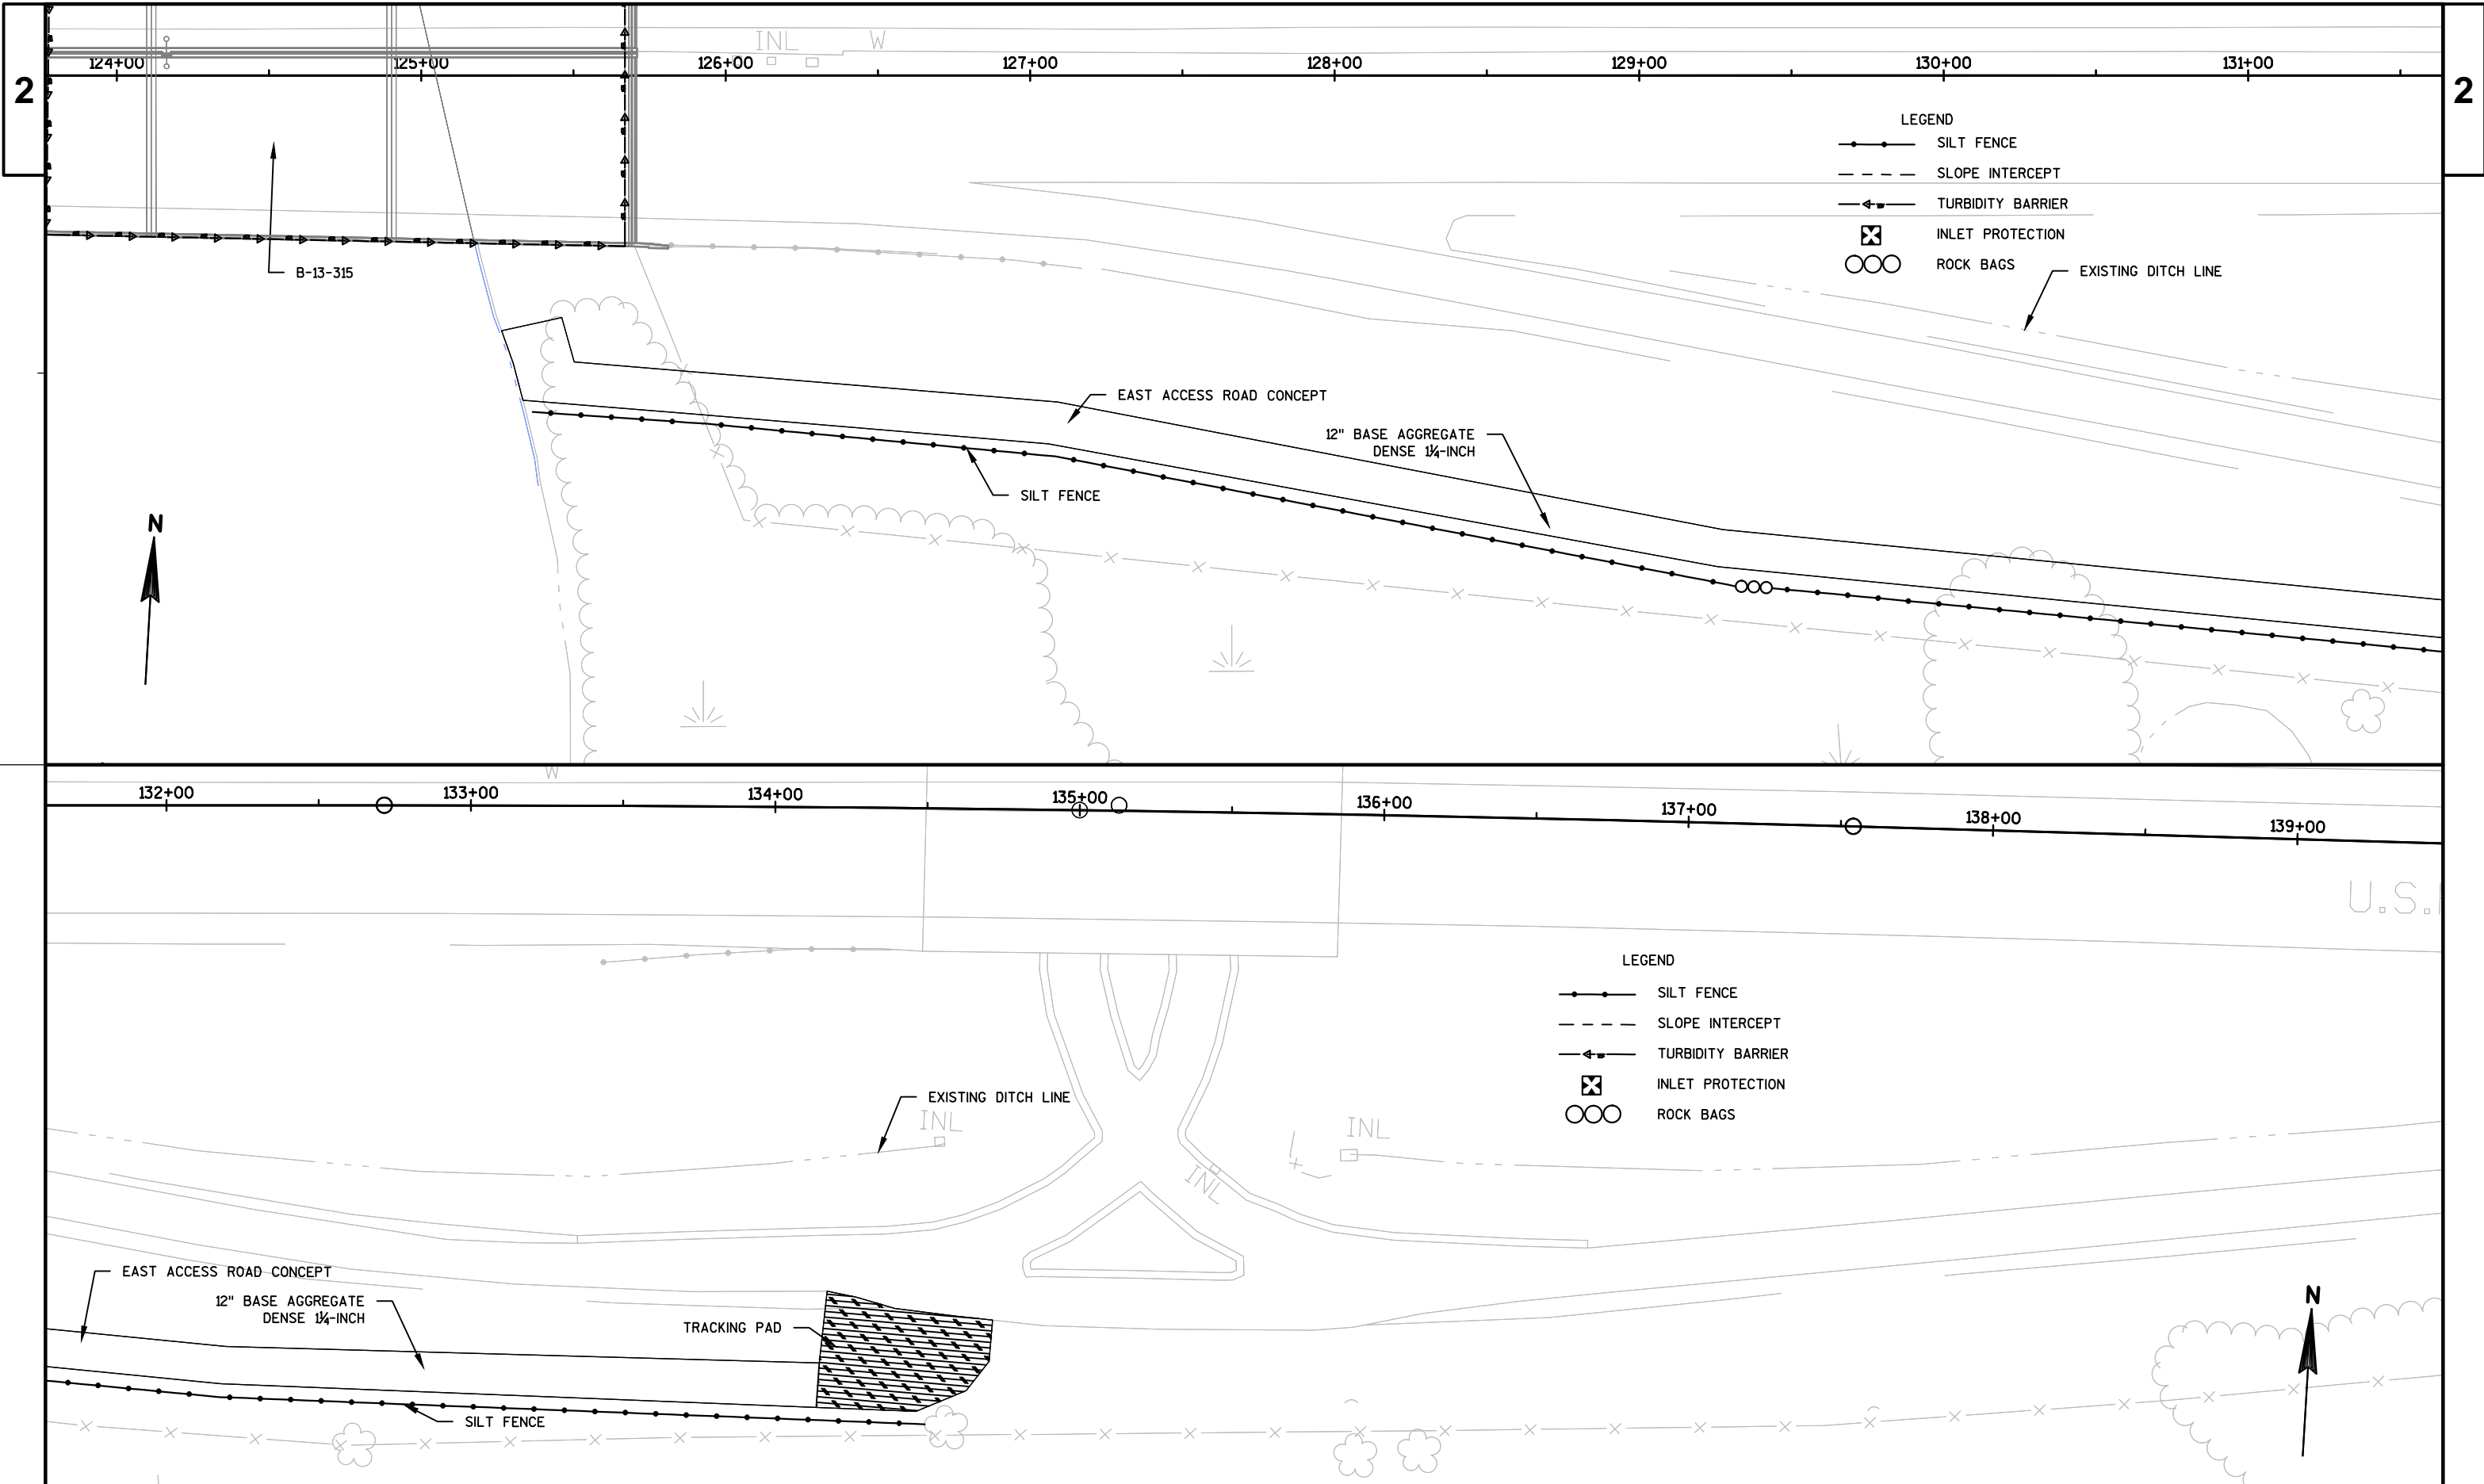 2
2
INL
W
124+00
125+00
126+00
127+00
128+00
129+00
130+00
131+00
LEGEND
SILT FENCE
SLOPE INTERCEPT
TURBIDITY BARRIER
INLET PROTECTION
ROCK BAGS
B-13-315
EXISTING DITCH LINE
EAST ACCESS ROAD CONCEPT
12" BASE AGGREGATE
DENSE 1¼-INCH
SILT FENCE
N
W
132+00
133+00
134+00
135+00
136+00
137+00
138+00
139+00
U.S.
LEGEND
SILT FENCE
SLOPE INTERCEPT
TURBIDITY BARRIER
INLET PROTECTION
ROCK BAGS
EXISTING DITCH LINE
INL
INL
INL
EAST ACCESS ROAD CONCEPT
12" BASE AGGREGATE
DENSE 1¼-INCH
TRACKING PAD
SILT FENCE
N